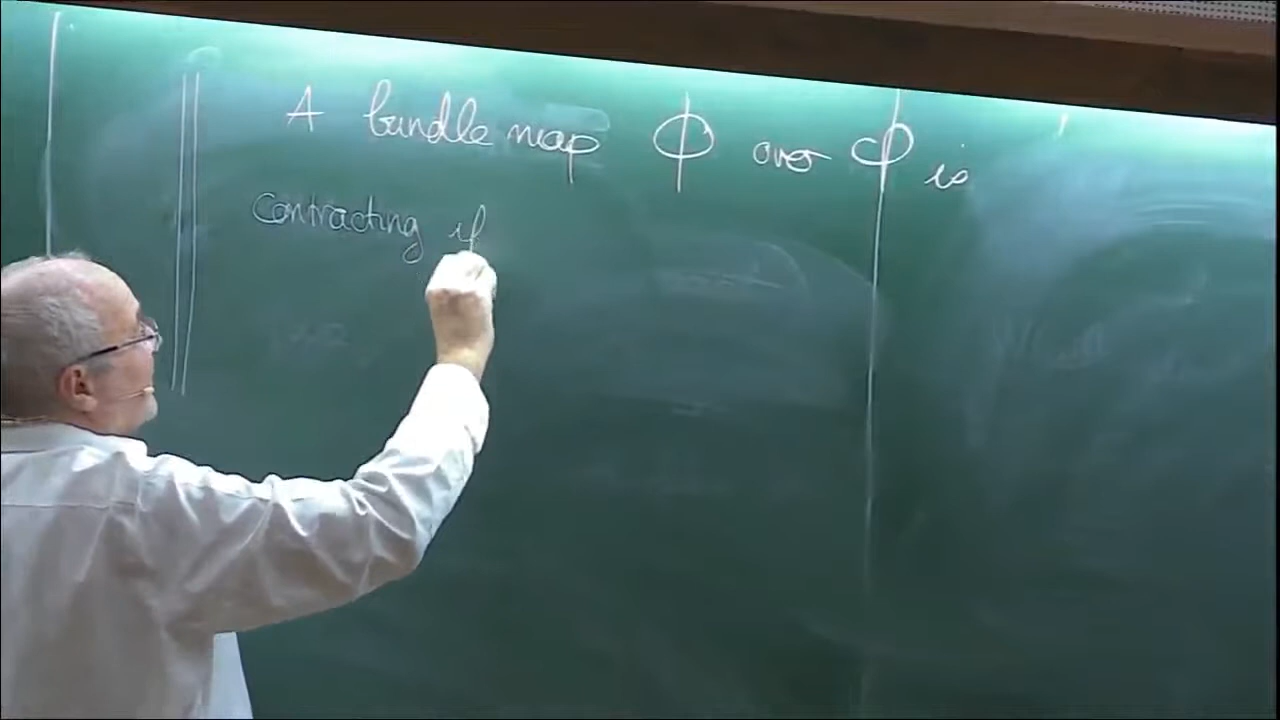 A bundle map Φ over φ is
contracting if